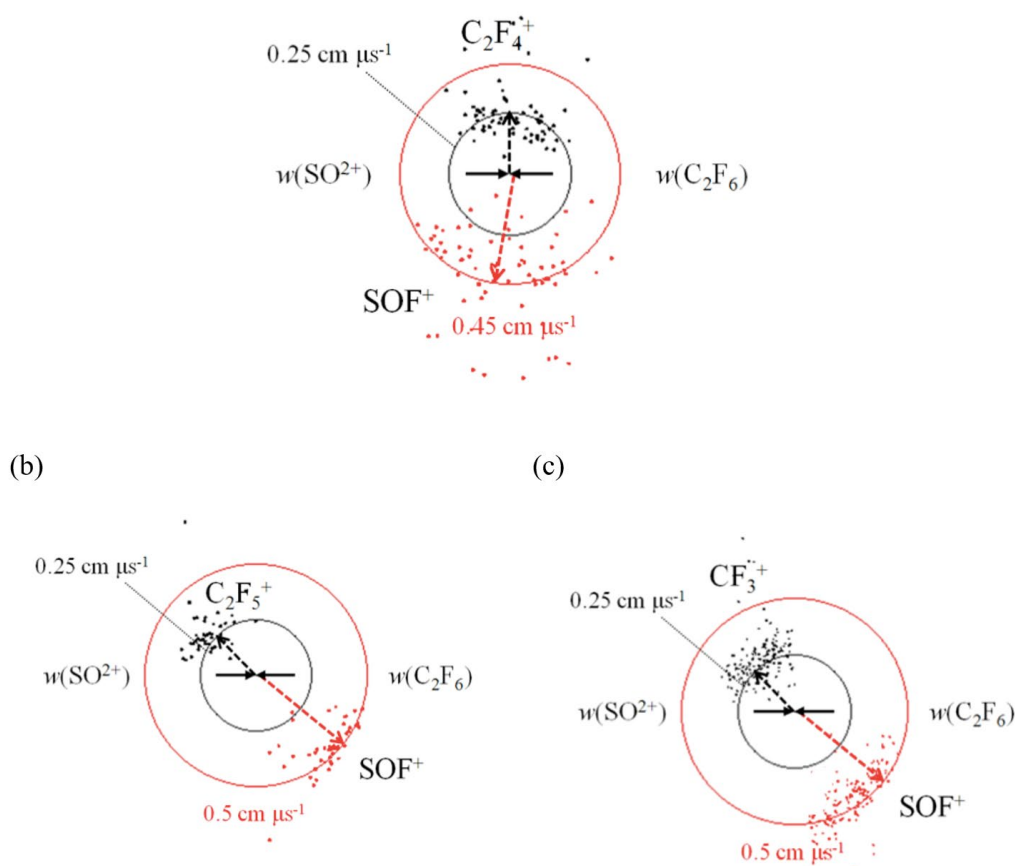 C₂F₄⁺
0.25 cm μs⁻¹
w(SO²⁺)
w(C₂F₆)
SOF⁺
0.45 cm μs⁻¹
(b)
(c)
0.25 cm μs⁻¹
C₂F₅⁺
w(SO²⁺)
w(C₂F₆)
SOF⁺
0.5 cm μs⁻¹
CF₃⁺
0.25 cm μs⁻¹
w(SO²⁺)
w(C₂F₆)
SOF⁺
0.5 cm μs⁻¹